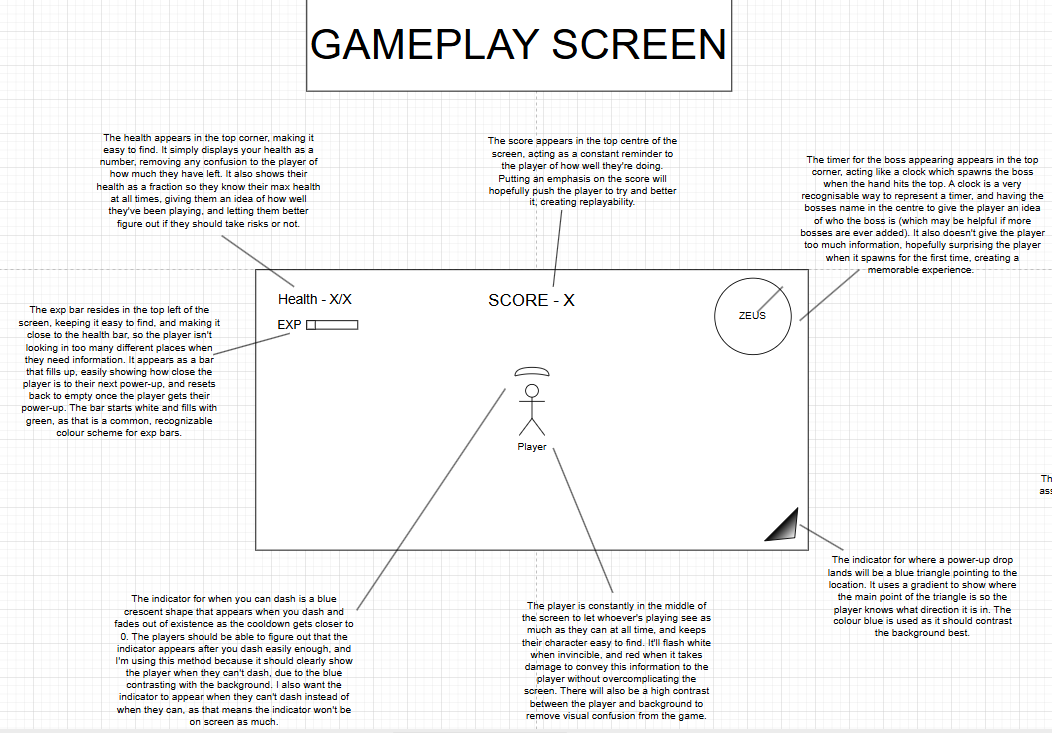 GAMEPLAY SCREEN
The health appears in the top corner, making it
easy to find. It simply displays your health as a
number, removing any confusion to the player of
how much they have left. It also shows their
health as a fraction so they know their max health
at all times, giving them an idea of how well
they've been playing, and letting them better
figure out if they should take risks or not.
The score appears in the top centre of the
screen, acting as a constant reminder to
the player of how well they're doing.
Putting an emphasis on the score will
hopefully push the player to try and better
it, creating replayability.
The timer for the boss appearing appears in the top
corner, acting like a clock which spawns the boss
when the hand hits the top. A clock is a very
recognisable way to represent a timer, and having the
bosses name in the centre to give the player an idea
of who the boss is (which may be helpful if more
bosses are ever added). It also doesn't give the player
too much information, hopefully surprising the player
when it spawns for the first time, creating a
memorable experience.
The exp bar resides in the top left of the
screen, keeping it easy to find, and making it
close to the health bar, so the player isn't
looking in too many different places when
they need information. It appears as a bar
that fills up, easily showing how close the
player is to their next power-up, and resets
back to empty once the player gets their
power-up. The bar starts white and fills with
green, as that is a common, recognizable
colour scheme for exp bars.
Health - X/X
SCORE - X
EXP
ZEUS
Player
Th
ass
The indicator for where a power-up drop
lands will be a blue triangle pointing to the
location. It uses a gradient to show where
the main point of the triangle is so the
player knows what direction it is in. The
colour blue is used as it should contrast
the background best.
The indicator for when you can dash is a blue
crescent shape that appears when you dash and
fades out of existence as the cooldown gets closer to
0. The players should be able to figure out that the
indicator appears after you dash easily enough, and
I'm using this method because it should clearly show
the player when they can't dash, due to the blue
contrasting with the background. I also want the
indicator to appear when they can't dash instead of
when they can, as that means the indicator won't be
on screen as much.
The player is constantly in the middle of
the screen to let whoever's playing see as
much as they can at all time, and keeps
their character easy to find. It'll flash white
when invincible, and red when it takes
damage to convey this information to the
player without overcomplicating the
screen. There will also be a high contrast
between the player and background to
remove visual confusion from the game.